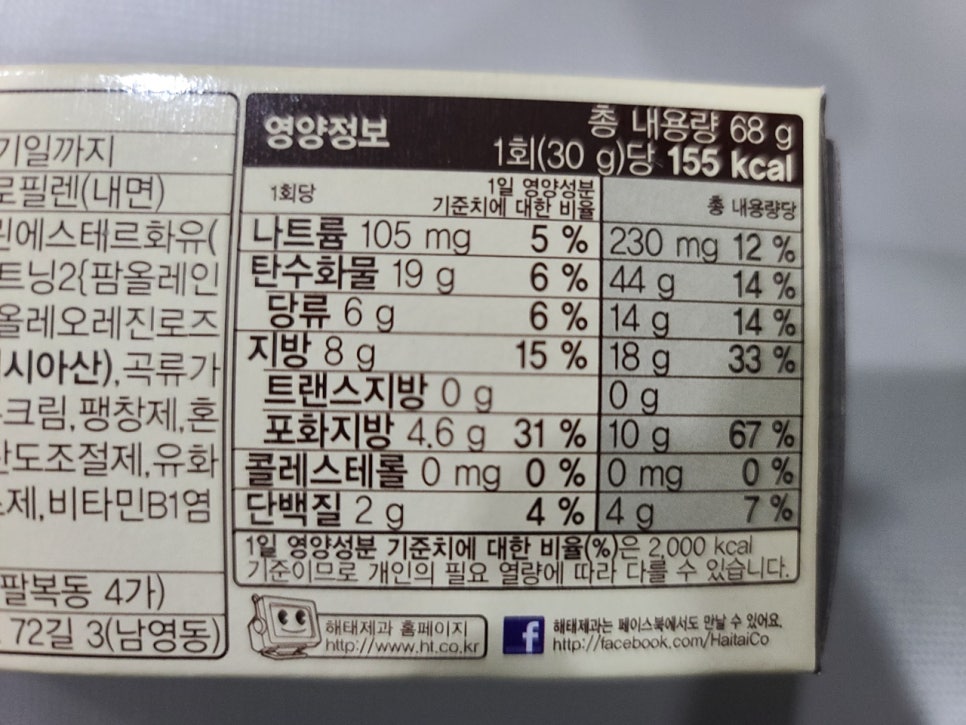 기일까지
로필렌(내면)
린에스테르화유(
트닝2{팜올레인
올레오레진로즈
시아산),곡류가
크림,팽창제,혼
산도조절제,유화
제,비타민B1염
팔복동 4가)
72길 3(남영동)
영양정보
총 내용량 68 g
1회(30 g)당 155 kcal
1회당 1일 영양성분 기준치에 대한 비율 총 내용량당
나트륨 105 mg 5 % 230 mg 12 %
탄수화물 19 g 6 % 44 g 14 %
당류 6 g 6 % 14 g 14 %
지방 8 g 15 % 18 g 33 %
트랜스지방 0 g 0 g
포화지방 4.6 g 31 % 10 g 67 %
콜레스테롤 0 mg 0 % 0 mg 0 %
단백질 2 g 4 % 4 g 7 %
1일 영양성분 기준치에 대한 비율(%)은 2,000 kcal
기준이므로 개인의 필요 열량에 따라 다를 수 있습니다.
해태제과 홈페이지
http://www.ht.co.kr
f
해태제과는 페이스북에서도 만날 수 있어요.
http://facebook.com/HaitaiCo